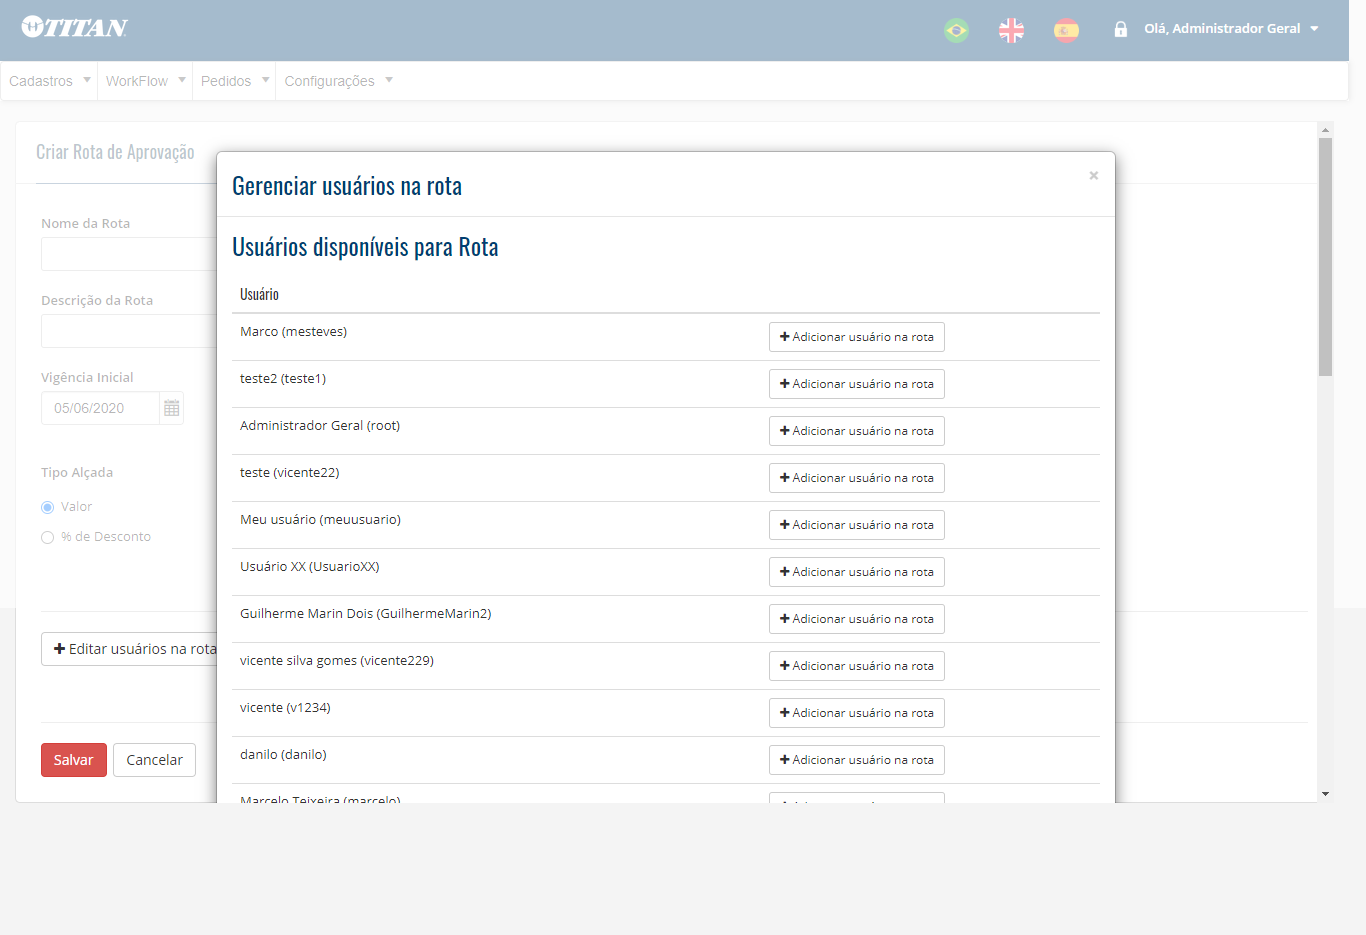 TITAN
Olá, Administrador Geral
Cadastros WorkFlow Pedidos Configurações
Criar Rota de Aprovação
Nome da Rota
Descrição da Rota
Vigência Inicial
05/06/2020
Tipo Alçada
Valor
% de Desconto
Editar usuários na rota
Salvar Cancelar
Gerenciar usuários na rota
×
Usuários disponíveis para Rota
Usuário
Marco (mesteves) Adicionar usuário na rota
teste2 (teste1) Adicionar usuário na rota
Administrador Geral (root) Adicionar usuário na rota
teste (vicente22) Adicionar usuário na rota
Meu usuário (meuusuario) Adicionar usuário na rota
Usuário XX (UsuarioXX) Adicionar usuário na rota
Guilherme Marin Dois (GuilhermeMarin2) Adicionar usuário na rota
vicente silva gomes (vicente229) Adicionar usuário na rota
vicente (v1234) Adicionar usuário na rota
danilo (danilo) Adicionar usuário na rota
Marcelo Teixeira (marcelo)